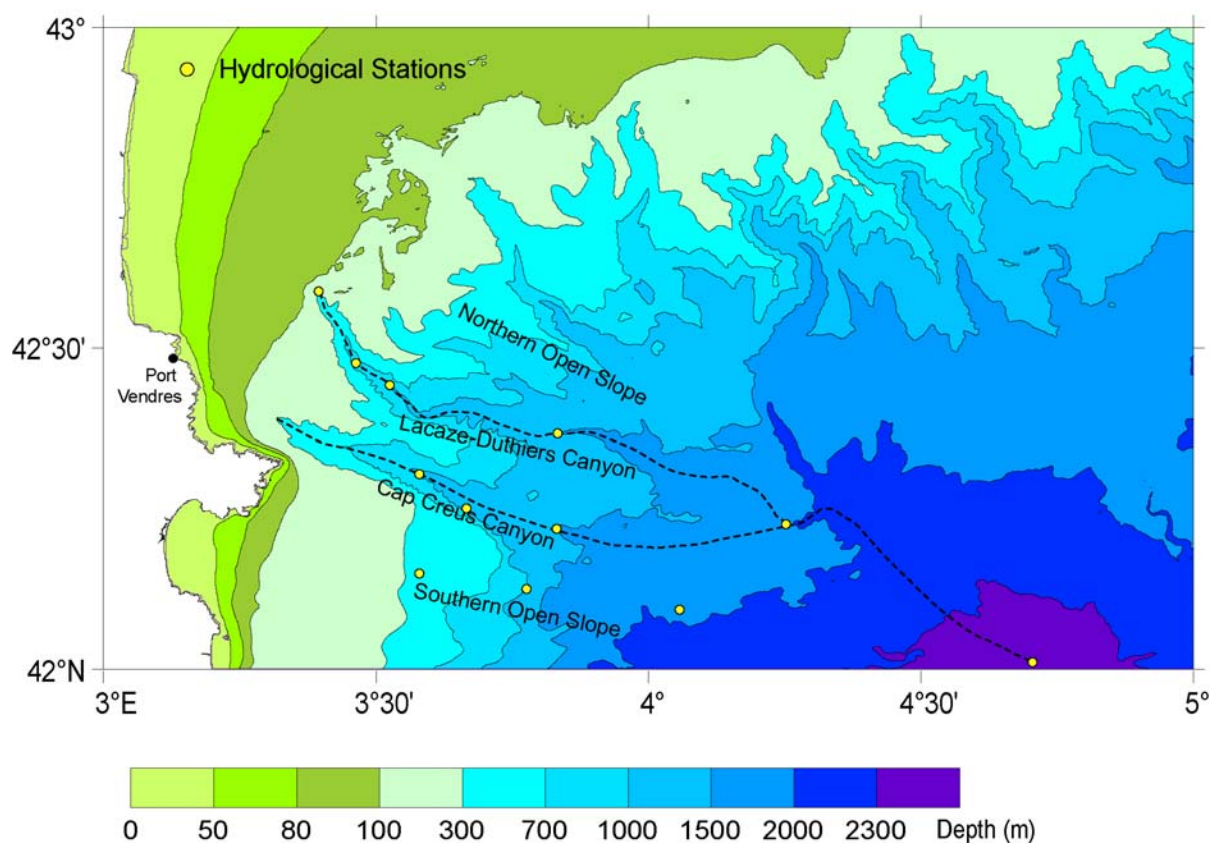 43°
Hydrological Stations
42°30'
Port
Vendres
Northern Open Slope
Lacaze-Duthiers Canyon
Cap Creus Canyon
Southern Open Slope
42°N
3°E 3°30' 4° 4°30' 5°
0 50 80 100 300 700 1000 1500 2000 2300 Depth (m)